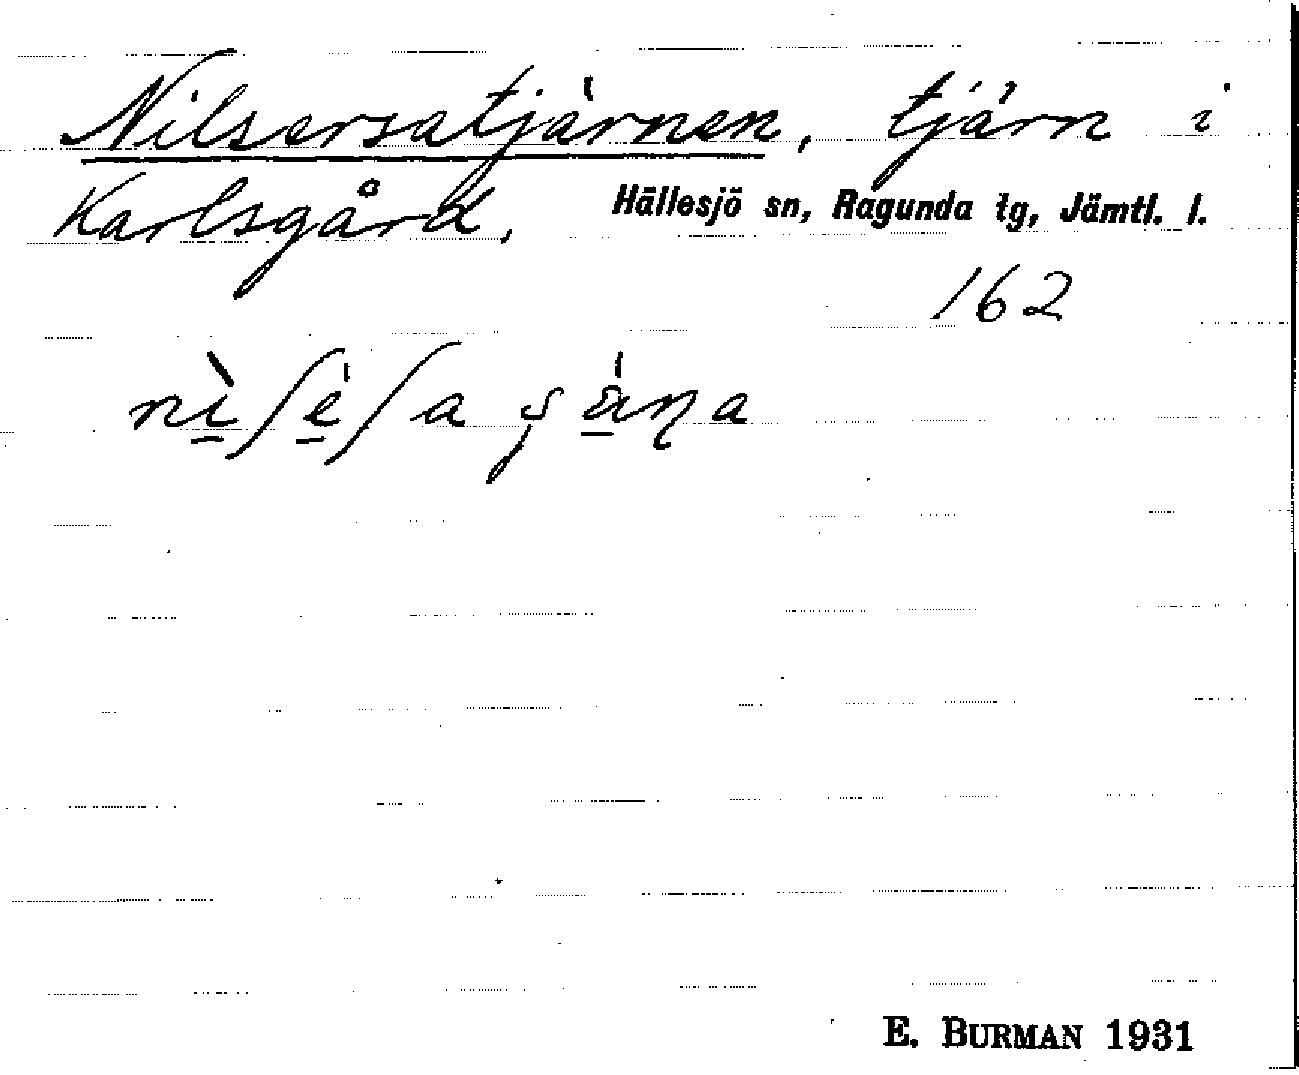 Nilsersatjärnen, tjärn i
Karlsgård, Hällesjö sn, Ragunda tg, Jämtl. l.
162
E. BURMAN 1931